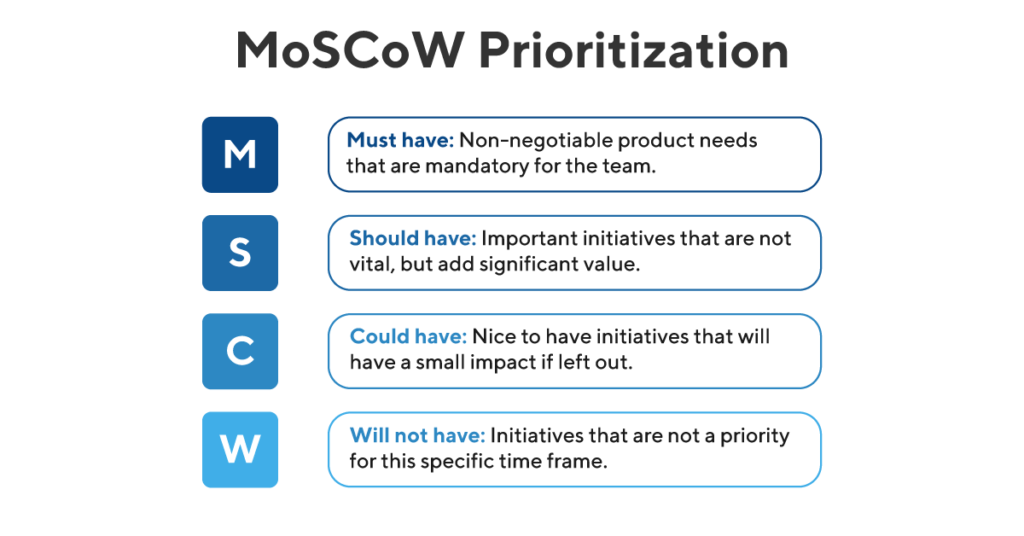 MoSCoW Prioritization
M
Must have: Non-negotiable product needs
that are mandatory for the team.
S
Should have: Important initiatives that are not
vital, but add significant value.
C
Could have: Nice to have initiatives that will
have a small impact if left out.
W
Will not have: Initiatives that are not a priority
for this specific time frame.